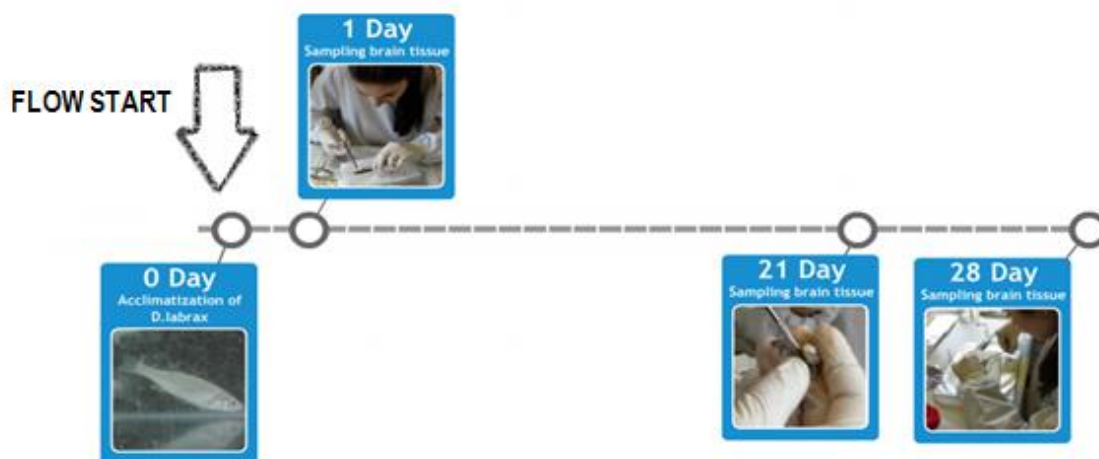 FLOW START
1 Day
Sampling brain tissue
0 Day
Acclimatization of
D.labrax
21 Day
Sampling brain tissue
28 Day
Sampling brain tissue